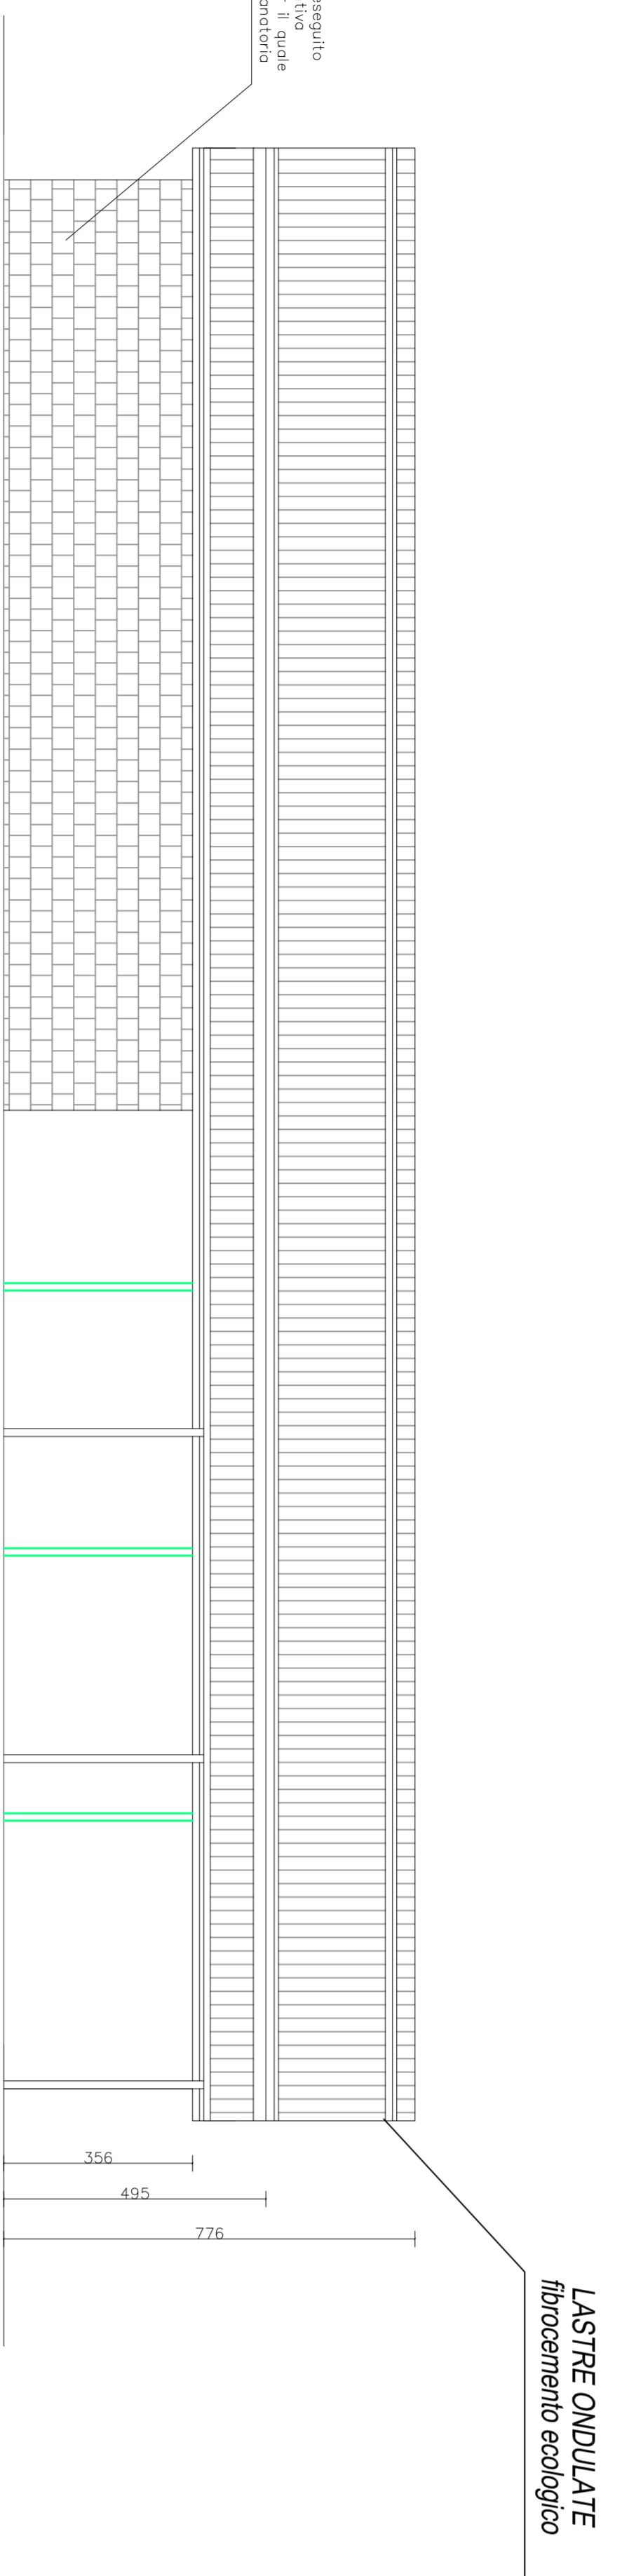 eseguito
tiva
il quale
anatoria
356
495
776
LASTRE ONDULATE
fibrocemento ecologico